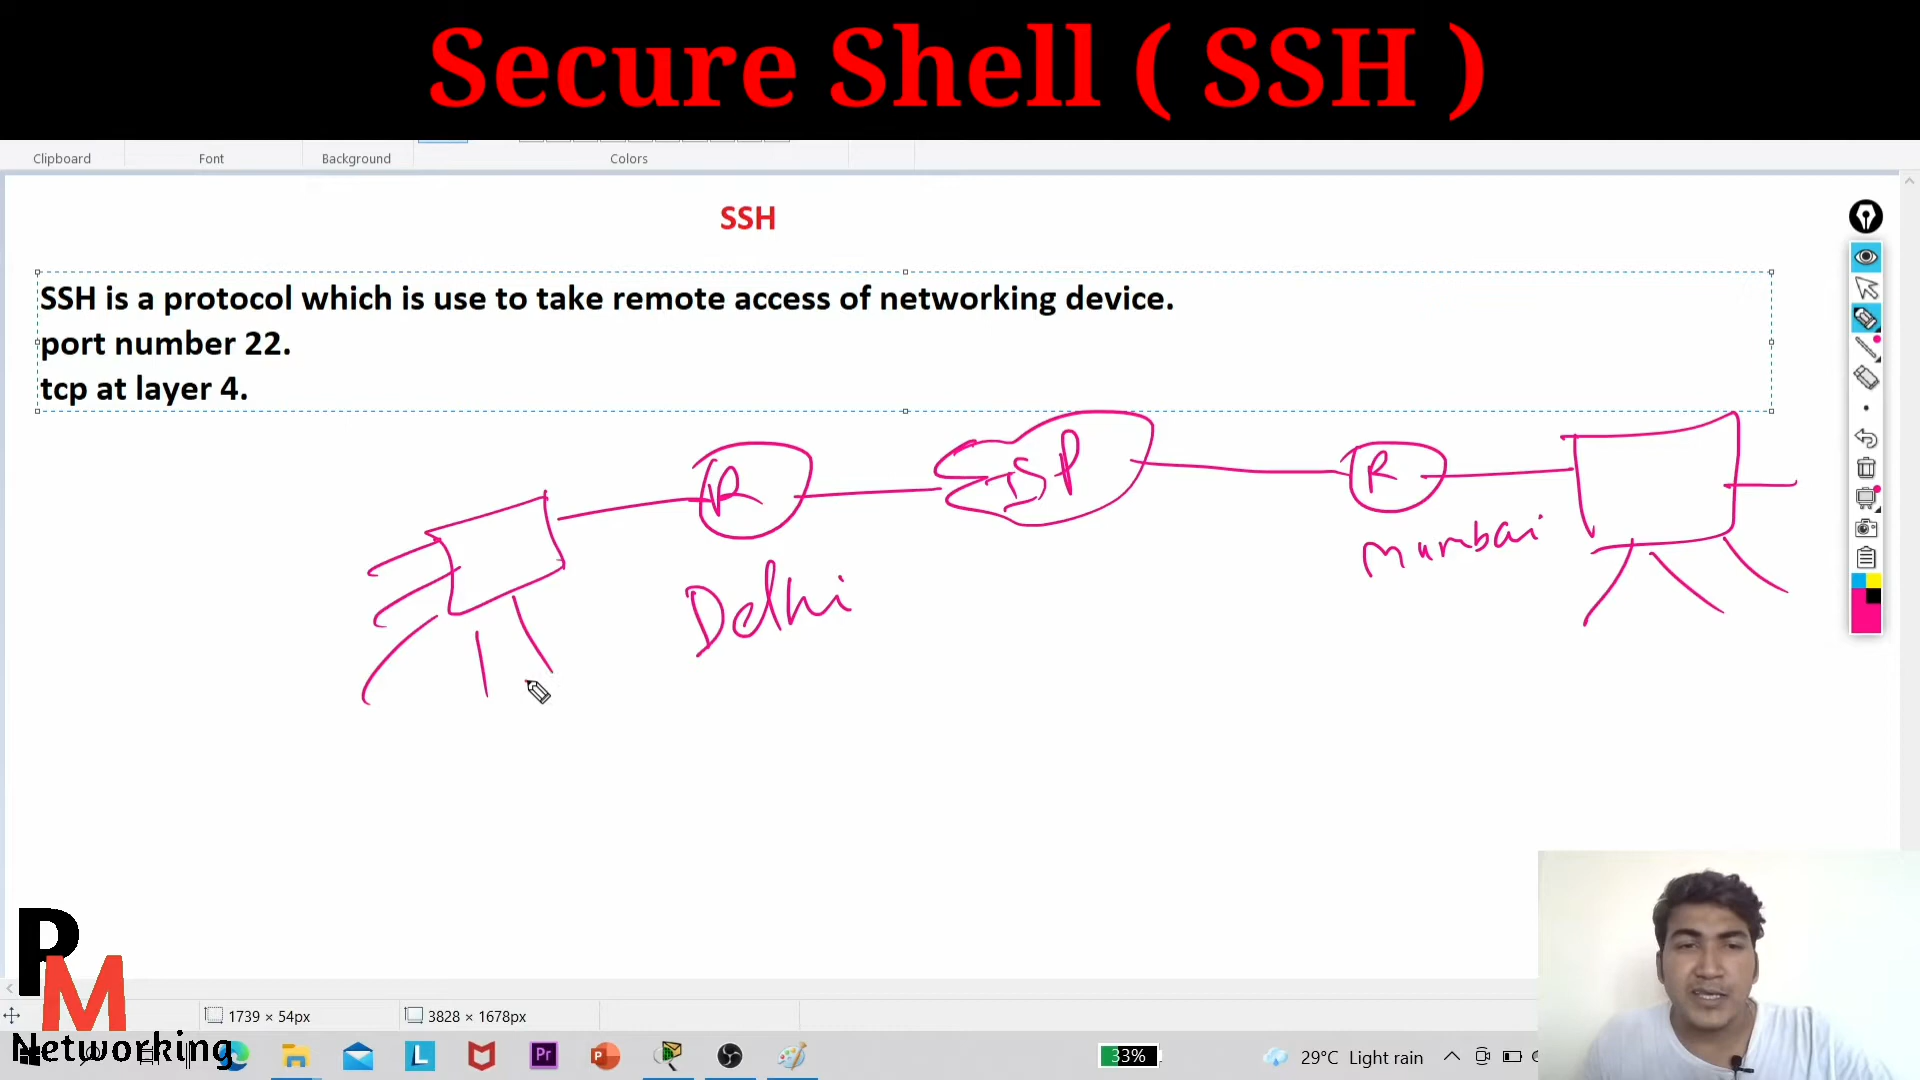 Secure Shell ( SSH )
Clipboard Font Background Colors
SSH
SSH is a protocol which is use to take remote access of networking device.
port number 22.
tcp at layer 4.
R ISP R
Mumbai
Delhi
PM
Networking
1739 × 54px 3828 × 1678px
L Pr P 33% 29°C Light rain